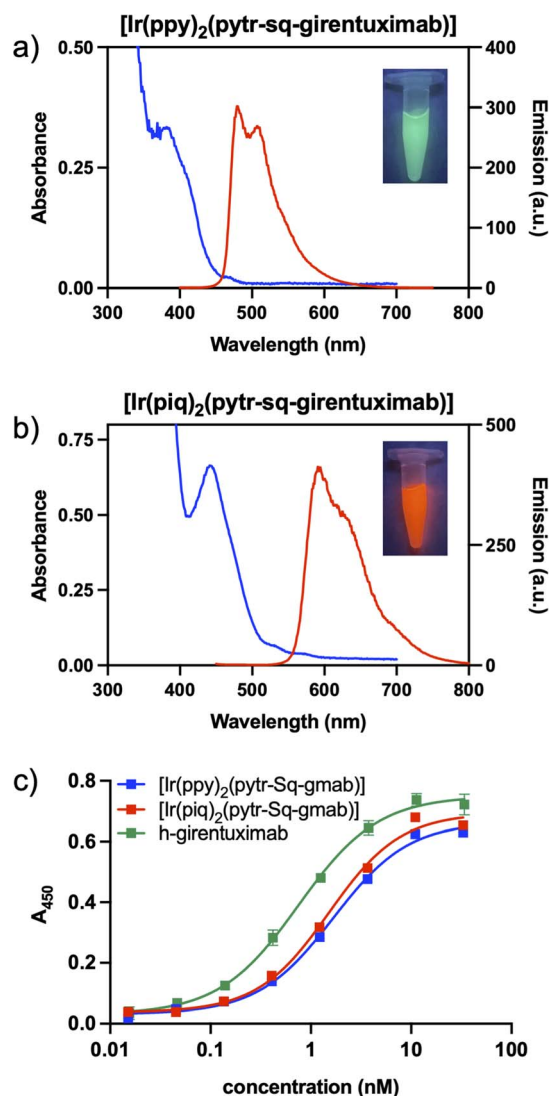 a)
[Ir(ppy)2(pytr-sq-girentuximab)]
0.50
0.25
0.00
Absorbance
400
300
200
100
0
Emission (a.u.)
300 400 500 600 700 800
Wavelength (nm)
b)
[Ir(piq)2(pytr-sq-girentuximab)]
0.75
0.50
0.25
0.00
Absorbance
500
250
0
Emission (a.u.)
300 400 500 600 700 800
Wavelength (nm)
c)
0.8
0.6
0.4
0.2
0.0
A450
[Ir(ppy)2(pytr-Sq-gmab)]
[Ir(piq)2(pytr-Sq-gmab)]
h-girentuximab
0.01 0.1 1 10 100
concentration (nM)